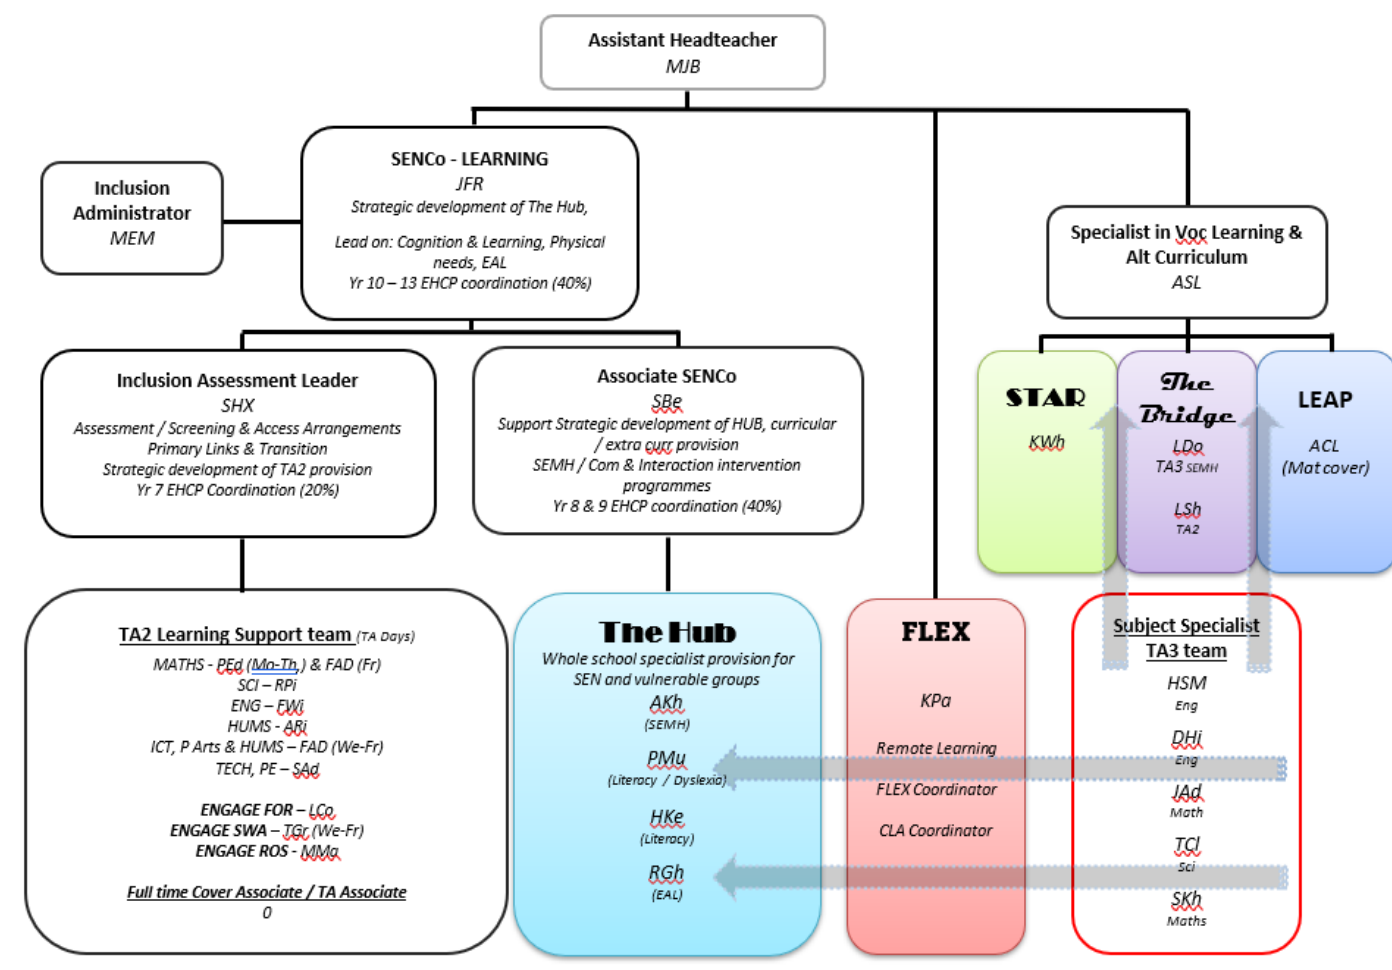 Assistant Headteacher
MJB
SENCo - LEARNING
JFR
Strategic development of The Hub,
Lead on: Cognition & Learning, Physical
needs, EAL
Yr 10 – 13 EHCP coordination (40%)
Inclusion
Administrator
MEM
Specialist in Voc Learning &
Alt Curriculum
ASL
Inclusion Assessment Leader
SHX
Assessment / Screening & Access Arrangements
Primary Links & Transition
Strategic development of TA2 provision
Yr 7 EHCP Coordination (20%)
Associate SENCo
SBe
Support Strategic development of HUB, curricular
/ extra curr provision
SEMH / Com & Interaction intervention
programmes
Yr 8 & 9 EHCP coordination (40%)
STAR
KWh
The
Bridge
LDo
TA3 SEMH
LSh
TA2
LEAP
ACL
(Mat cover)
TA2 Learning Support team (TA Days)
MATHS - PEd (Mo-Th,) & FAD (Fr)
SCI – RPi
ENG – FWi
HUMS - ARi
ICT, P Arts & HUMS – FAD (We-Fr)
TECH, PE – SAd
ENGAGE FOR – LCo
ENGAGE SWA – TGr (We-Fr)
ENGAGE ROS - MMa
Full time Cover Associate / TA Associate
0
The Hub
Whole school specialist provision for
SEN and vulnerable groups
AKh
(SEMH)
PMu
(Literacy / Dyslexia)
HKe
(Literacy)
RGh
(EAL)
FLEX
KPa
Remote Learning
FLEX Coordinator
CLA Coordinator
Subject Specialist
TA3 team
HSM
Eng
DHi
Eng
JAd
Math
TCl
Sci
SKh
Maths